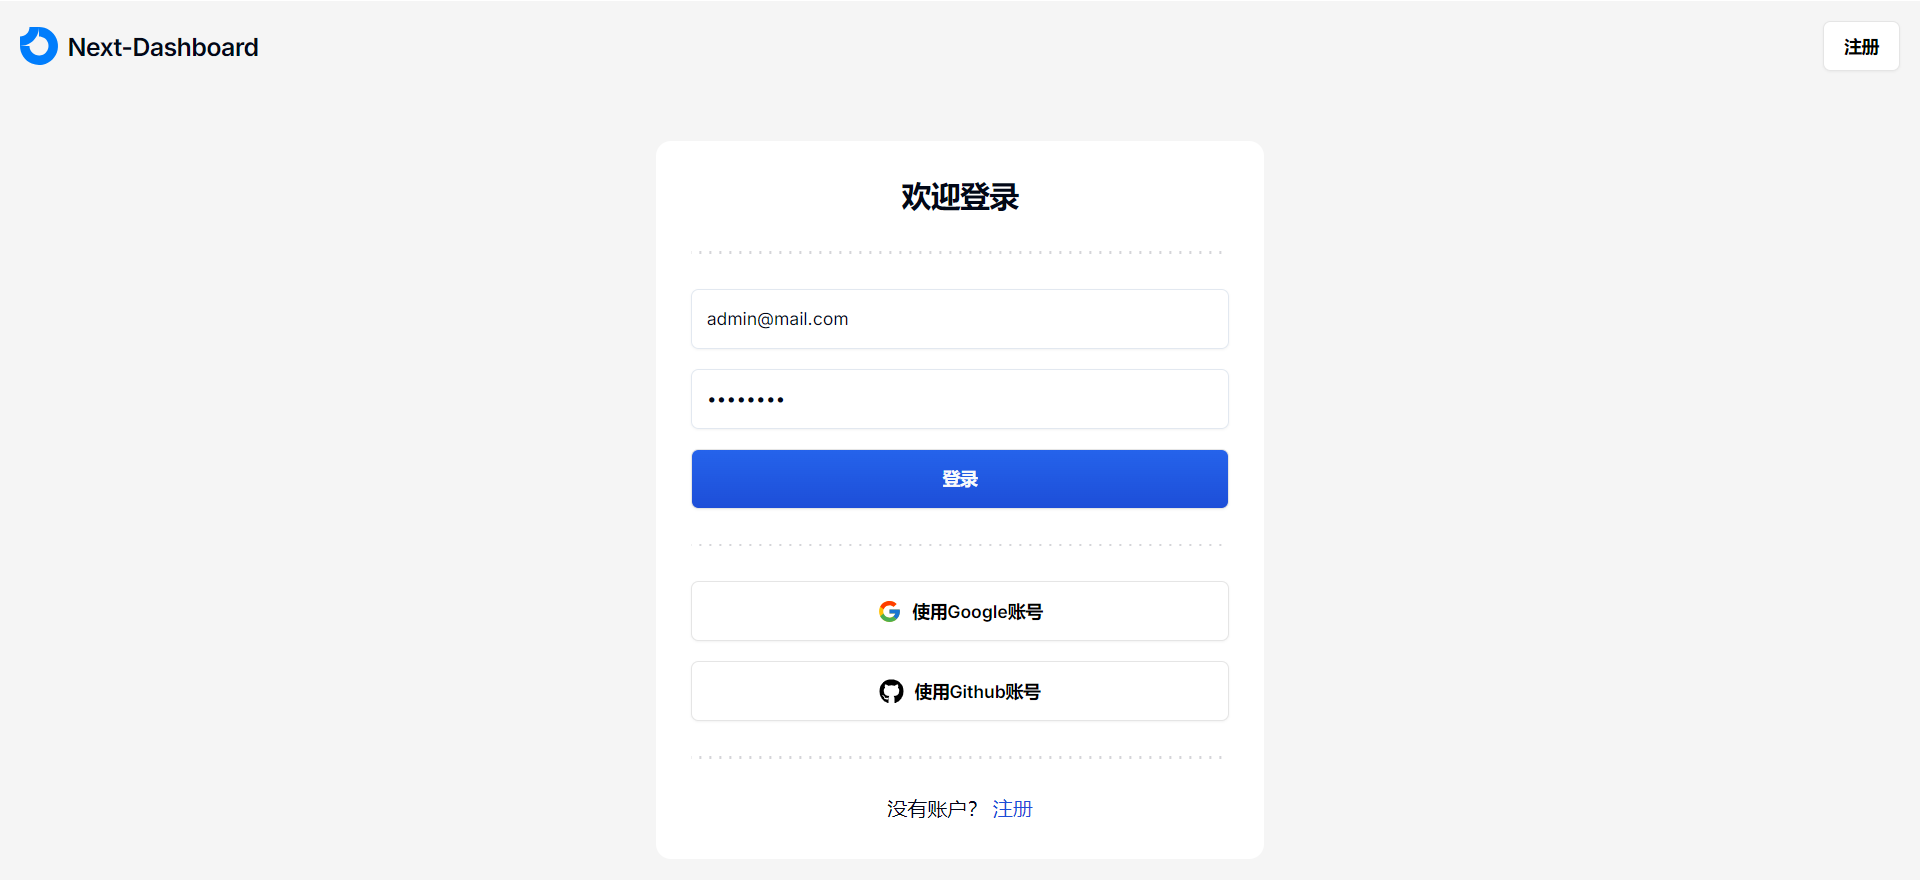 Next-Dashboard
注册
欢迎登录
admin@mail.com
••••••••
登录
使用Google账号
使用Github账号
没有账户? 注册